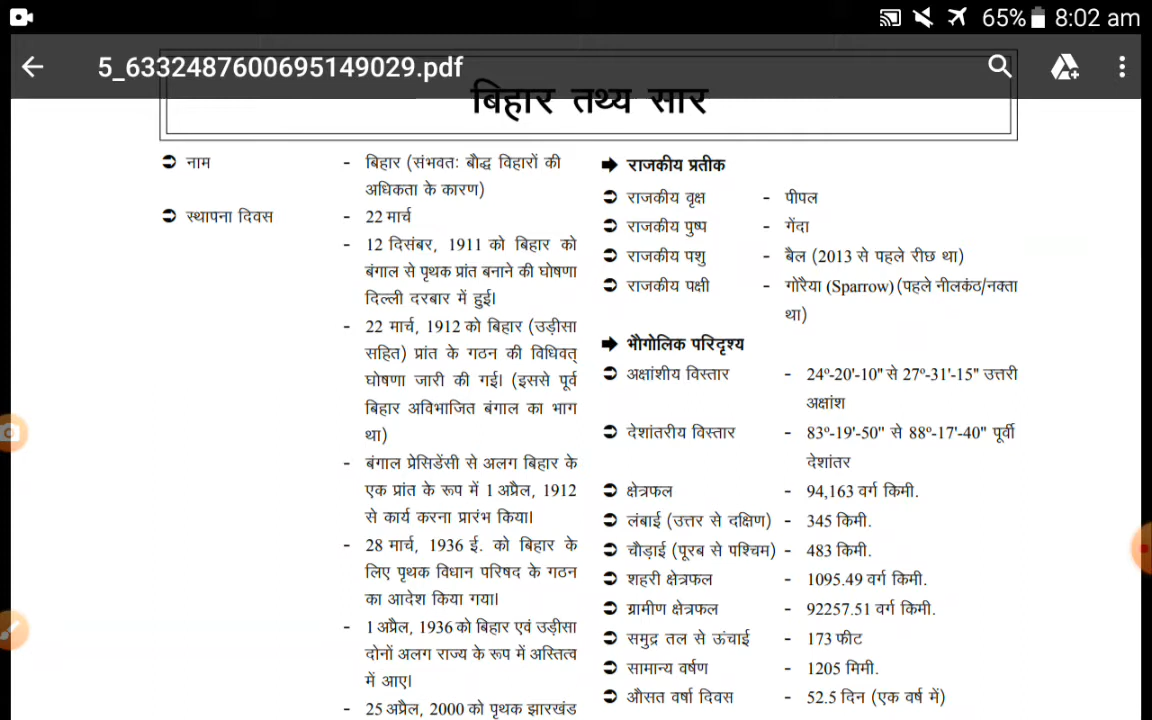 65% 8:02 am
5_6332487600695149029.pdf
बिहार तथ्य सार
नाम - बिहार (संभवतः बौद्ध विहारों की
अधिकता के कारण)
स्थापना दिवस - 22 मार्च
- 12 दिसंबर, 1911 को बिहार को
बंगाल से पृथक प्रांत बनाने की घोषणा
दिल्ली दरबार में हुई।
- 22 मार्च, 1912 को बिहार (उड़ीसा
सहित) प्रांत के गठन की विधिवत्
घोषणा जारी की गई। (इससे पूर्व
बिहार अविभाजित बंगाल का भाग
था)
- बंगाल प्रेसिडेंसी से अलग बिहार के
एक प्रांत के रूप में 1 अप्रैल, 1912
से कार्य करना प्रारंभ किया।
- 28 मार्च, 1936 ई. को बिहार के
लिए पृथक विधान परिषद के गठन
का आदेश किया गया।
- 1 अप्रैल, 1936 को बिहार एवं उड़ीसा
दोनों अलग राज्य के रूप में अस्तित्व
में आए।
- 25 अप्रैल, 2000 को पृथक झारखंड
राजकीय प्रतीक
राजकीय वृक्ष - पीपल
राजकीय पुष्प - गेंदा
राजकीय पशु - बैल (2013 से पहले रीछ था)
राजकीय पक्षी - गोरैया (Sparrow) (पहले नीलकंठ/नक्ता
था)
भौगोलिक परिदृश्य
अक्षांशीय विस्तार - 24º-20'-10" से 27º-31'-15" उत्तरी
अक्षांश
देशांतरीय विस्तार - 83º-19'-50" से 88º-17'-40" पूर्वी
देशांतर
क्षेत्रफल - 94,163 वर्ग किमी.
लंबाई (उत्तर से दक्षिण) - 345 किमी.
चौड़ाई (पूरब से पश्चिम) - 483 किमी.
शहरी क्षेत्रफल - 1095.49 वर्ग किमी.
ग्रामीण क्षेत्रफल - 92257.51 वर्ग किमी.
समुद्र तल से ऊंचाई - 173 फीट
सामान्य वर्षण - 1205 मिमी.
औसत वर्षा दिवस - 52.5 दिन (एक वर्ष में)